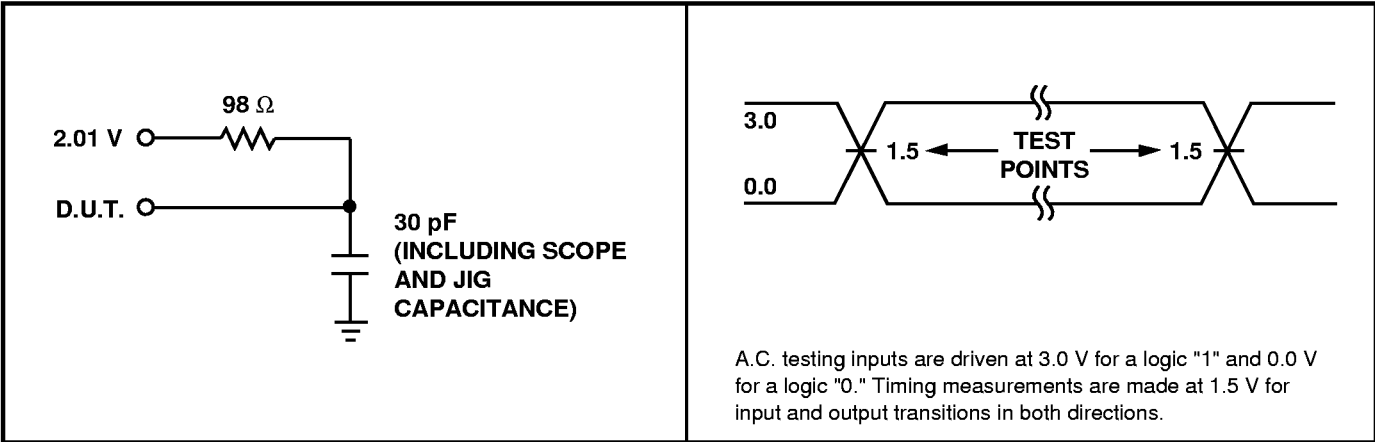 98 Ω
2.01 V
D.U.T.
30 pF
(INCLUDING SCOPE
AND JIG
CAPACITANCE)
3.0
0.0
1.5
TEST
POINTS
1.5
A.C. testing inputs are driven at 3.0 V for a logic "1" and 0.0 V
for a logic "0." Timing measurements are made at 1.5 V for
input and output transitions in both directions.